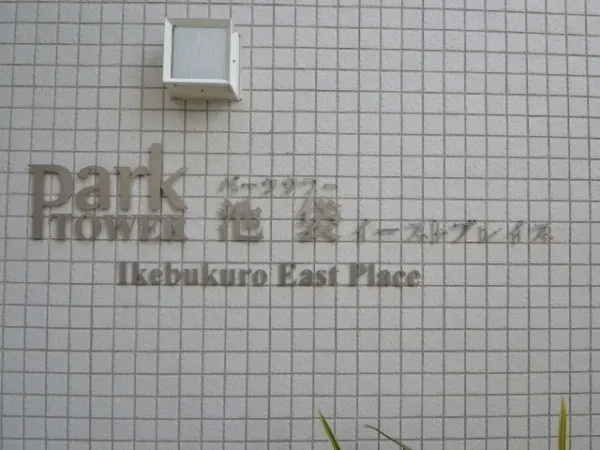 park
TOWER
パークタワー
池袋イーストプレイス
Ikebukuro East Place